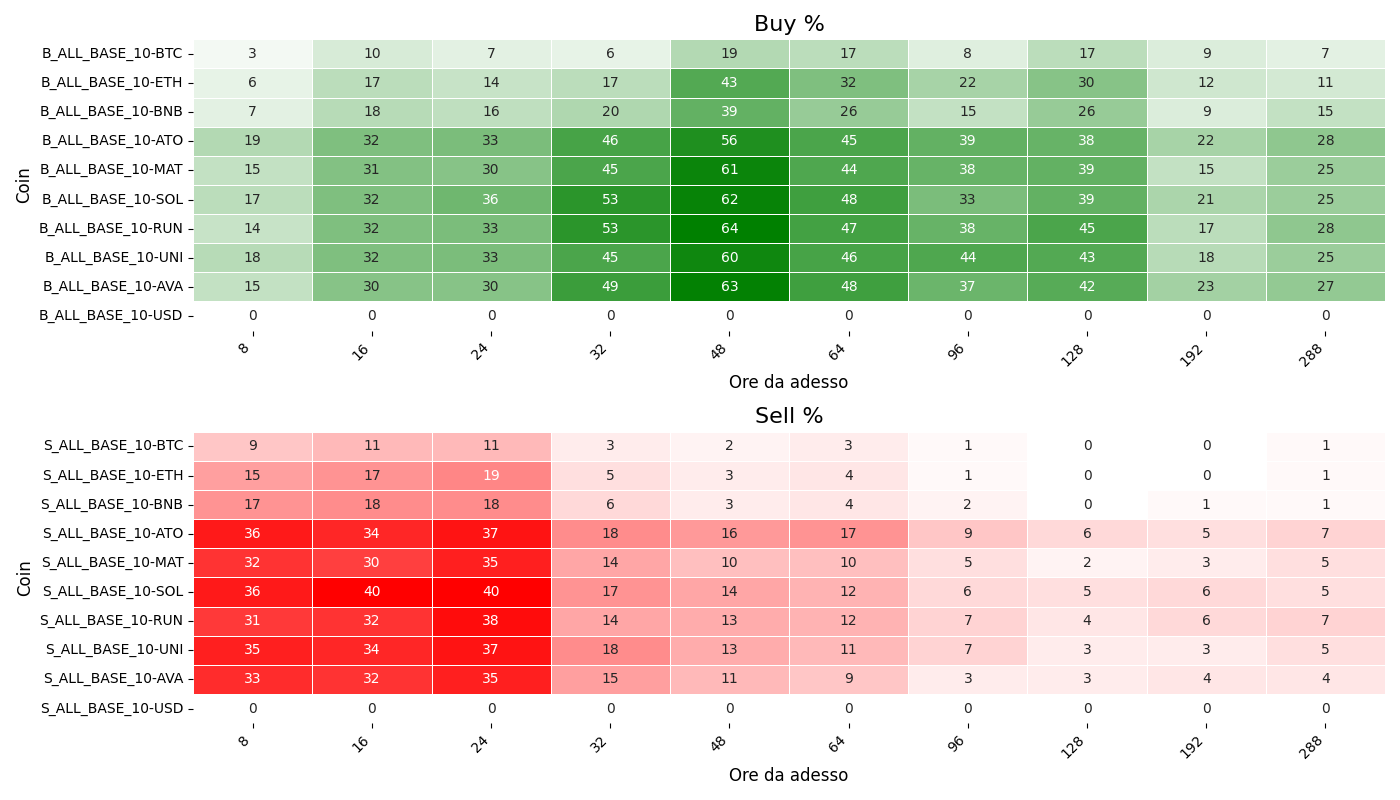 Buy %
Coin
B_ALL_BASE_10-BTC 3 10 7 6 19 17 8 17 9 7
B_ALL_BASE_10-ETH 6 17 14 17 43 32 22 30 12 11
B_ALL_BASE_10-BNB 7 18 16 20 39 26 15 26 9 15
B_ALL_BASE_10-ATO 19 32 33 46 56 45 39 38 22 28
B_ALL_BASE_10-MAT 15 31 30 45 61 44 38 39 15 25
B_ALL_BASE_10-SOL 17 32 36 53 62 48 33 39 21 25
B_ALL_BASE_10-RUN 14 32 33 53 64 47 38 45 17 28
B_ALL_BASE_10-UNI 18 32 33 45 60 46 44 43 18 25
B_ALL_BASE_10-AVA 15 30 30 49 63 48 37 42 23 27
B_ALL_BASE_10-USD 0 0 0 0 0 0 0 0 0 0
8 16 24 32 48 64 96 128 192 288
Ore da adesso
Sell %
Coin
S_ALL_BASE_10-BTC 9 11 11 3 2 3 1 0 0 1
S_ALL_BASE_10-ETH 15 17 19 5 3 4 1 0 0 1
S_ALL_BASE_10-BNB 17 18 18 6 3 4 2 0 1 1
S_ALL_BASE_10-ATO 36 34 37 18 16 17 9 6 5 7
S_ALL_BASE_10-MAT 32 30 35 14 10 10 5 2 3 5
S_ALL_BASE_10-SOL 36 40 40 17 14 12 6 5 6 5
S_ALL_BASE_10-RUN 31 32 38 14 13 12 7 4 6 7
S_ALL_BASE_10-UNI 35 34 37 18 13 11 7 3 3 5
S_ALL_BASE_10-AVA 33 32 35 15 11 9 3 3 4 4
S_ALL_BASE_10-USD 0 0 0 0 0 0 0 0 0 0
8 16 24 32 48 64 96 128 192 288
Ore da adesso